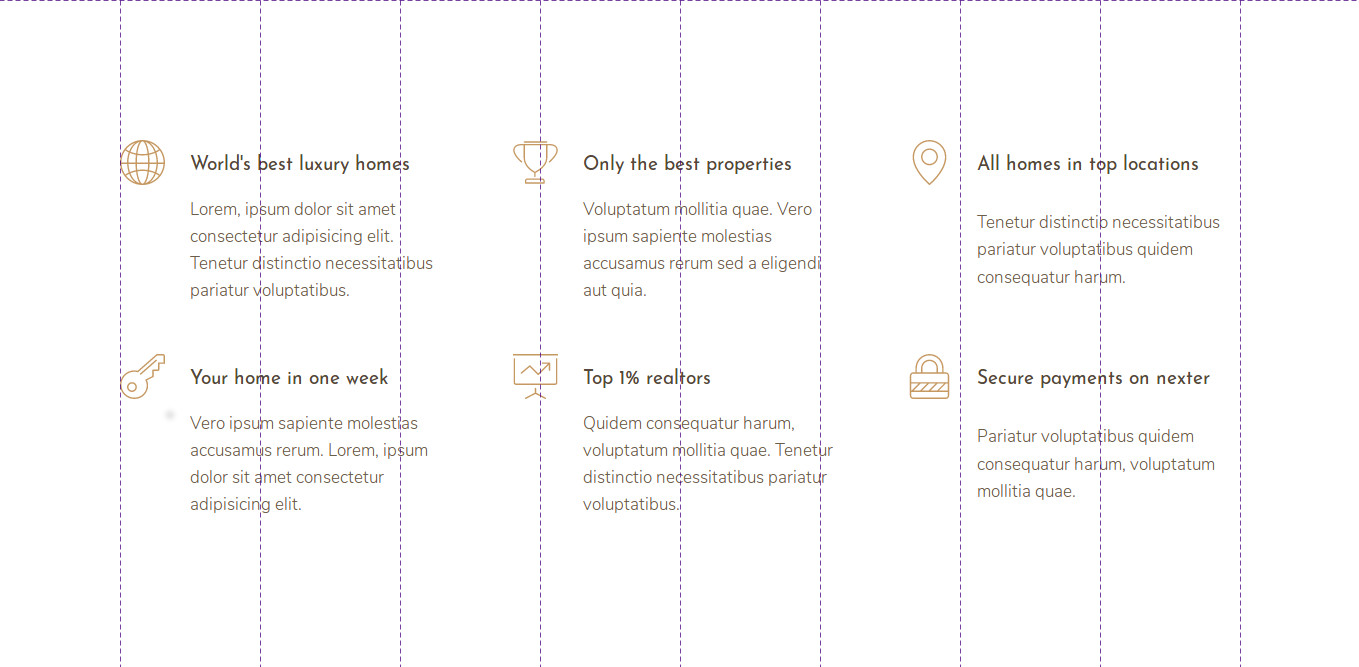 World's best luxury homes
Lorem, ipsum dolor sit amet
consectetur adipisicing elit.
Tenetur distinctio necessitatibus
pariatur voluptatibus.
Only the best properties
Voluptatum mollitia quae. Vero
ipsum sapiente molestias
accusamus rerum sed a eligendi
aut quia.
All homes in top locations
Tenetur distinctio necessitatibus
pariatur voluptatibus quidem
consequatur harum.
Your home in one week
Vero ipsum sapiente molestias
accusamus rerum. Lorem, ipsum
dolor sit amet consectetur
adipisicing elit.
Top 1% realtors
Quidem consequatur harum,
voluptatum mollitia quae. Tenetur
distinctio necessitatibus pariatur
voluptatibus.
Secure payments on nexter
Pariatur voluptatibus quidem
consequatur harum, voluptatum
mollitia quae.